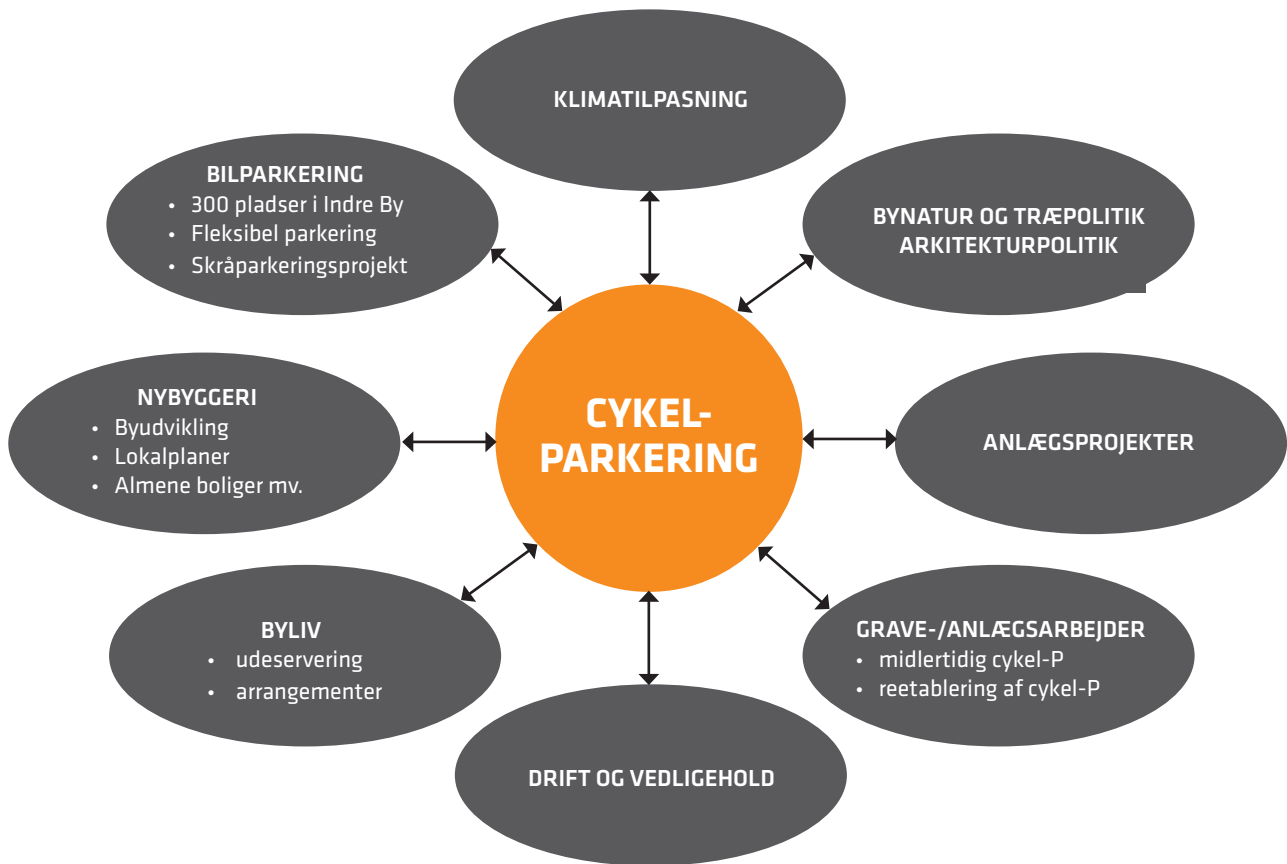 KLIMATILPASNING
BILPARKERING
• 300 pladser i Indre By
• Fleksibel parkering
• Skråparkeringsprojekt
BYNATUR OG TRÆPOLITIK
ARKITEKTURPOLITIK
NYBYGGERI
• Byudvikling
• Lokalplaner
• Almene boliger mv.
CYKEL-
PARKERING
ANLÆGSPROJEKTER
BYLIV
• udeservering
• arrangementer
GRAVE-/ANLÆGSARBEJDER
• midlertidig cykel-P
• reetablering af cykel-P
DRIFT OG VEDLIGEHOLD